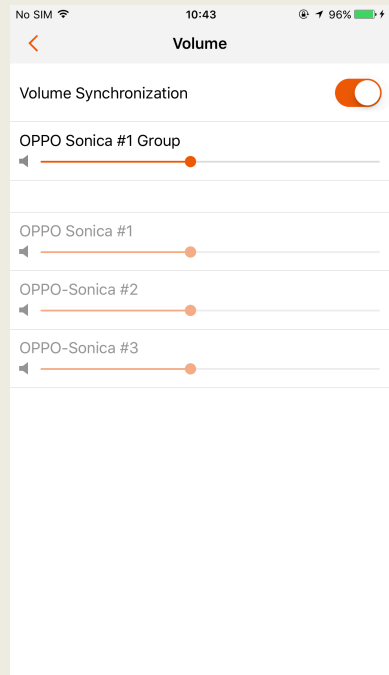 No SIM 10:43 96%
Volume
Volume Synchronization
OPPO Sonica #1 Group
OPPO Sonica #1
OPPO-Sonica #2
OPPO-Sonica #3